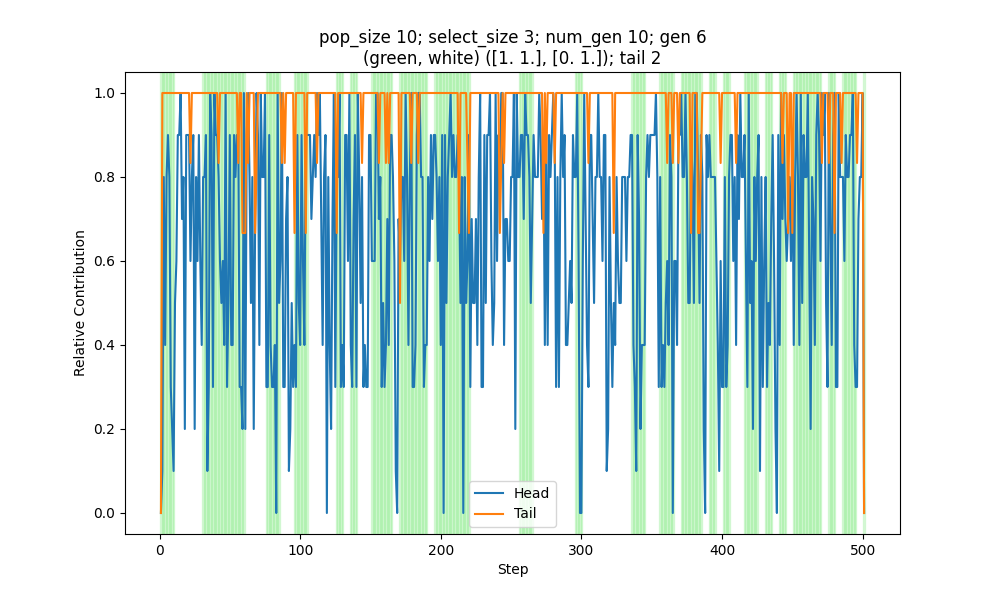 pop_size 10; select_size 3; num_gen 10; gen 6
(green, white) ([1. 1.], [0. 1.]); tail 2
1.0
0.8
0.6
0.4
0.2
0.0
Relative Contribution
Head
Tail
0
100
200
300
400
500
Step